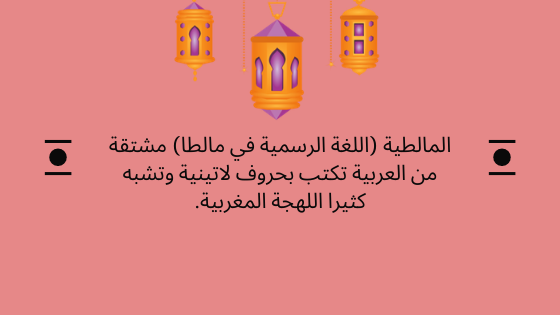 المالطية (اللغة الرسمية في مالطا) مشتقة
من العربية تكتب بحروف لاتينية وتشبه
كثيرا اللهجة المغربية.